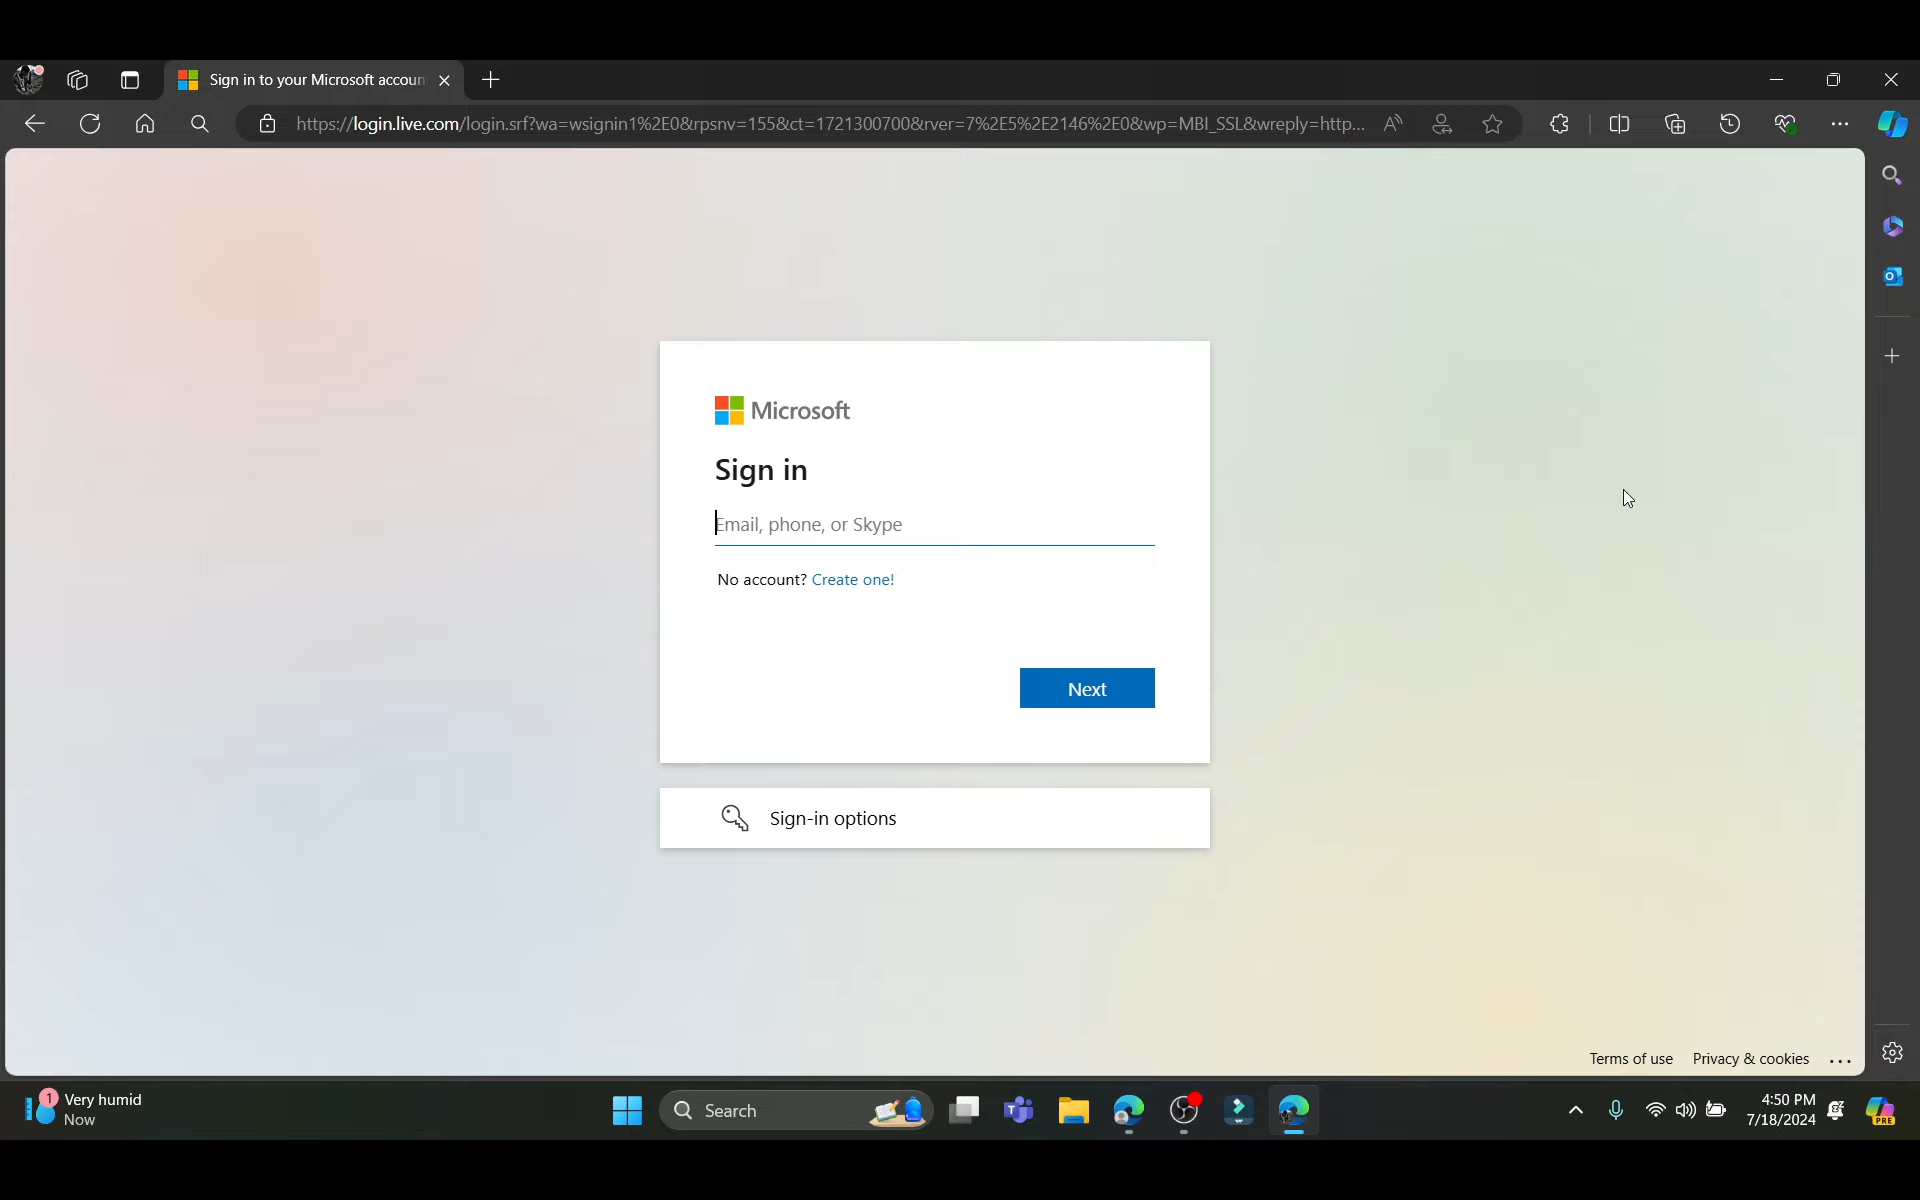 Sign in to your Microsoft accoun
https://login.live.com/login.srf?wa=wsignin1%2E0&rpsnv=155&ct=1721300700&rver=7%2E5%2E2146%2E0&wp=MBI_SSL&wreply=http...
Microsoft
Sign in
Email, phone, or Skype
No account? Create one!
Next
Sign-in options
Terms of use Privacy & cookies ...
1 Very humid
Now
Search
4:50 PM
7/18/2024
PRE